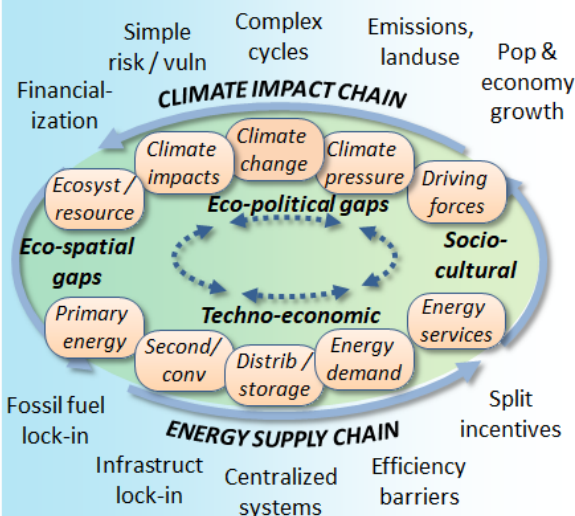 Simple
risk / vuln
Complex
cycles
Emissions,
landuse
Pop &
economy
growth
Financial-
ization
CLIMATE IMPACT CHAIN
Ecosyst /
resource
Climate
impacts
Climate
change
Climate
pressure
Driving
forces
Eco-political gaps
Eco-spatial
gaps
Socio-
cultural
Techno-economic
Primary
energy
Second/
conv
Distrib /
storage
Energy
demand
Energy
services
ENERGY SUPPLY CHAIN
Fossil fuel
lock-in
Infrastruct
lock-in
Centralized
systems
Efficiency
barriers
Split
incentives